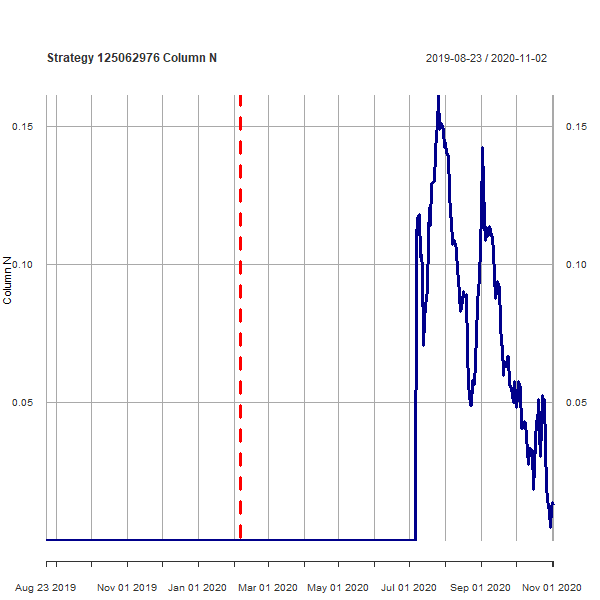 Strategy 125062976 Column N
2019-08-23 / 2020-11-02
0.15
0.15
0.10
0.10
Column N
0.05
0.05
Aug 23 2019
Nov 01 2019
Jan 01 2020
Mar 01 2020
May 01 2020
Jul 01 2020
Sep 01 2020
Nov 01 2020